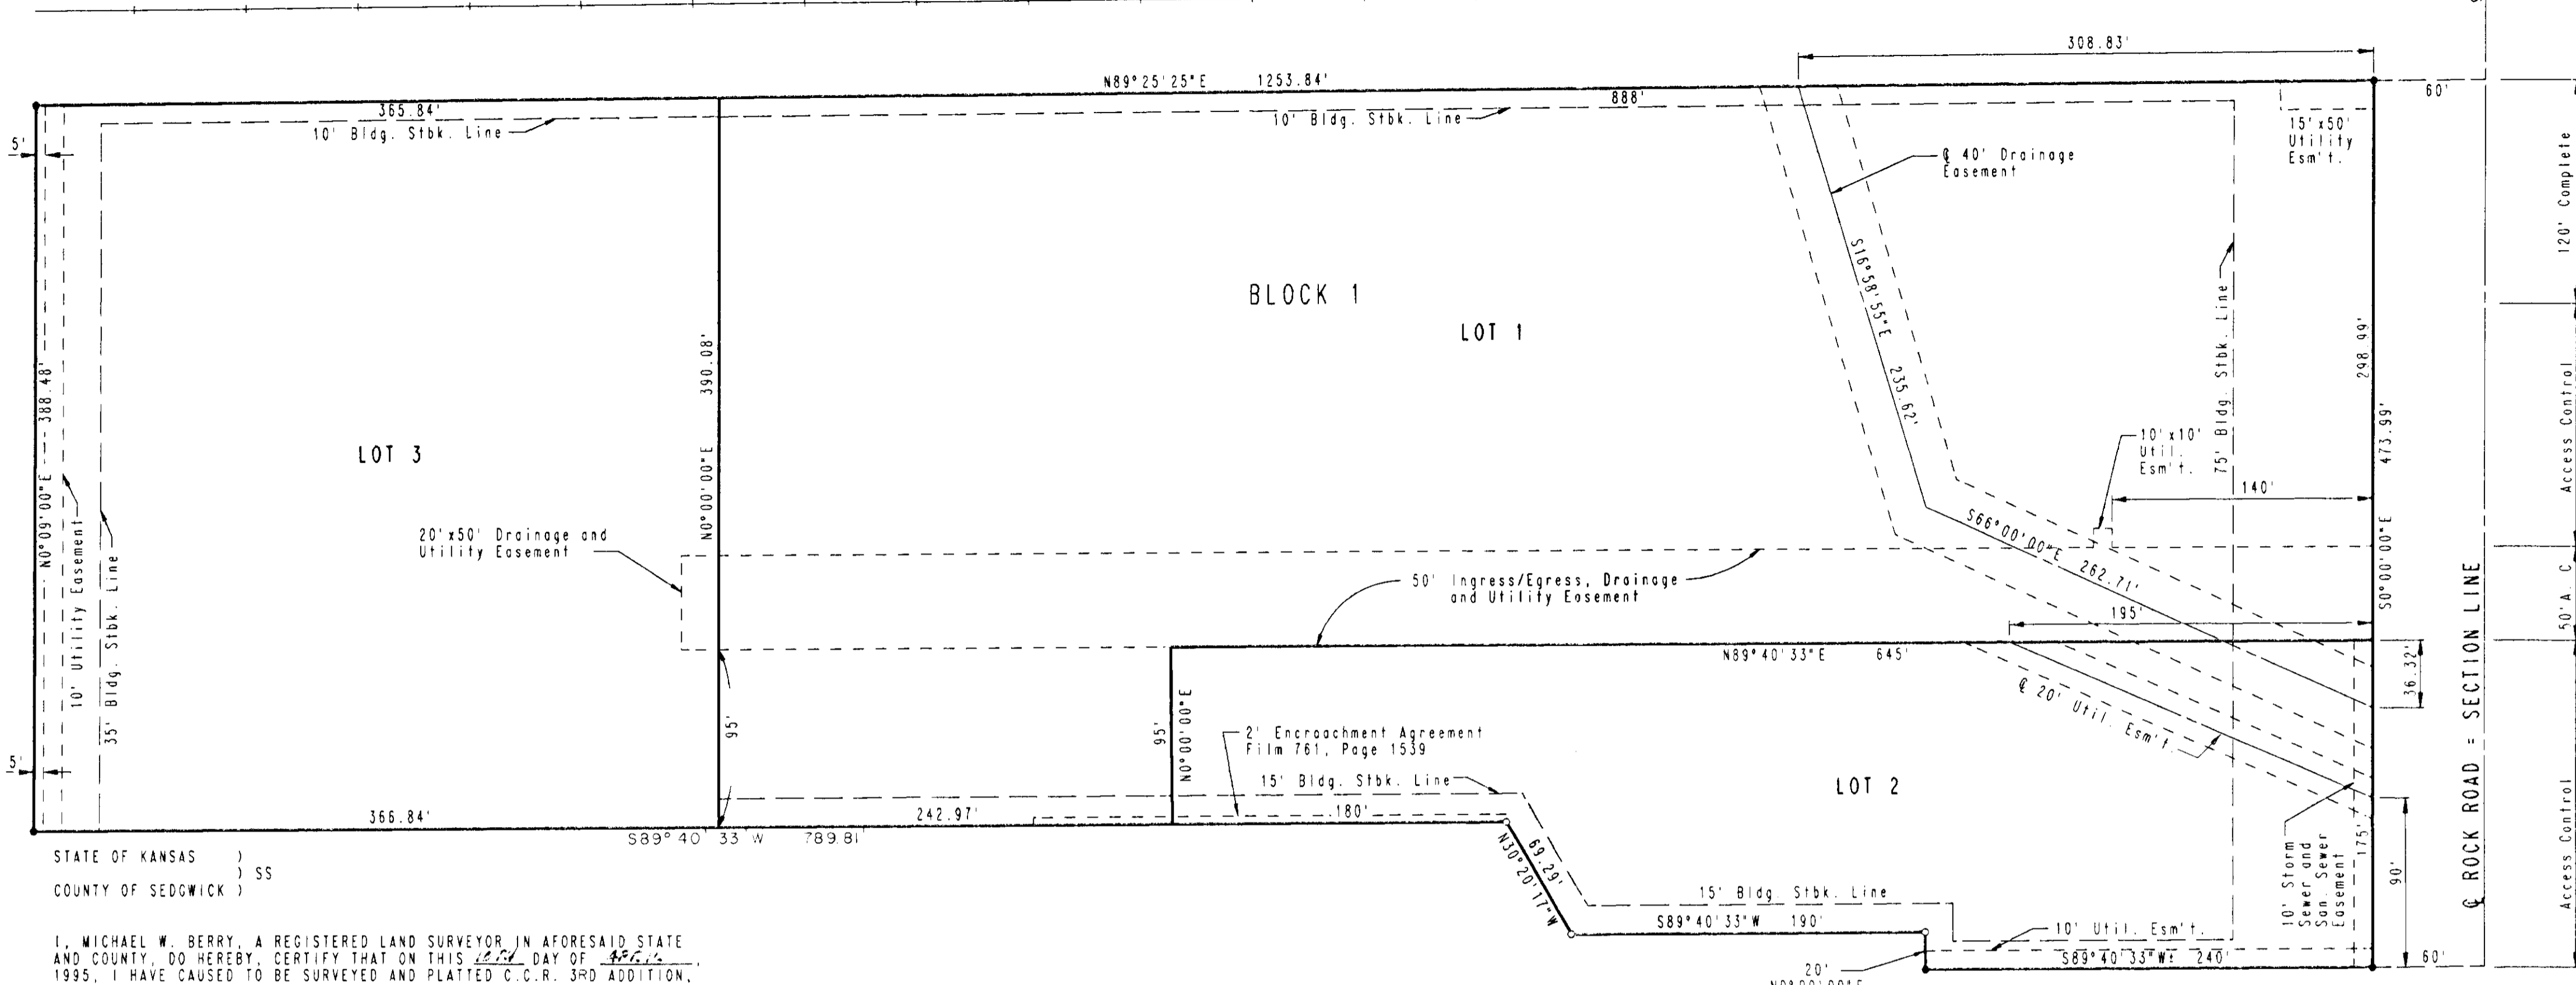 308.83'
N89°25'25"E 1253.84'
365.84'
888'
60'
10' Bldg. Stbk. Line
10' Bldg. Stbk. Line
15'x50'
Utility
Esm't.
5'
℄ 40' Drainage
Easement
120' Complete
S16°58'55"E 235.62'
75' Bldg. Stbk. Line
BLOCK 1
LOT 1
298.99'
N0°00'00"E 390.08'
N0°09'00"E 388.48'
LOT 3
10'x10'
Util.
Esm't.
473.99'
Access Control
140'
10' Utility Easement
35' Bldg. Stbk. Line
20'x50' Drainage and
Utility Easement
S66°00'00"E 262.71'
S0°00'00"E
50' Ingress/Egress, Drainage
and Utility Easement
195'
50' A. C.
N89°40'33"E 645'
36.32'
℄ 20' Util. Esm't.
95'
95'
N0°00'00"E
2' Encroachment Agreement
Film 761, Page 1539
15' Bldg. Stbk. Line
LOT 2
℄ ROCK ROAD = SECTION LINE
5'
366.84'
242.97'
180'
S89°40'33"W 789.81'
69.29'
N30°20'17"W
175'
90'
10' Storm
Sewer and
San. Sewer
Easement
Access Control
STATE OF KANSAS )
) SS
COUNTY OF SEDGWICK )
15' Bldg. Stbk. Line
S89°40'33"W 190'
10' Util. Esm't.
S89°40'33"W 240'
60'
20'
N0°00'00"E
I, MICHAEL W. BERRY, A REGISTERED LAND SURVEYOR IN AFORESAID STATE
AND COUNTY, DO HEREBY, CERTIFY THAT ON THIS DAY OF APRIL,
1995, I HAVE CAUSED TO BE SURVEYED AND PLATTED C.C.R. 3RD ADDITION,